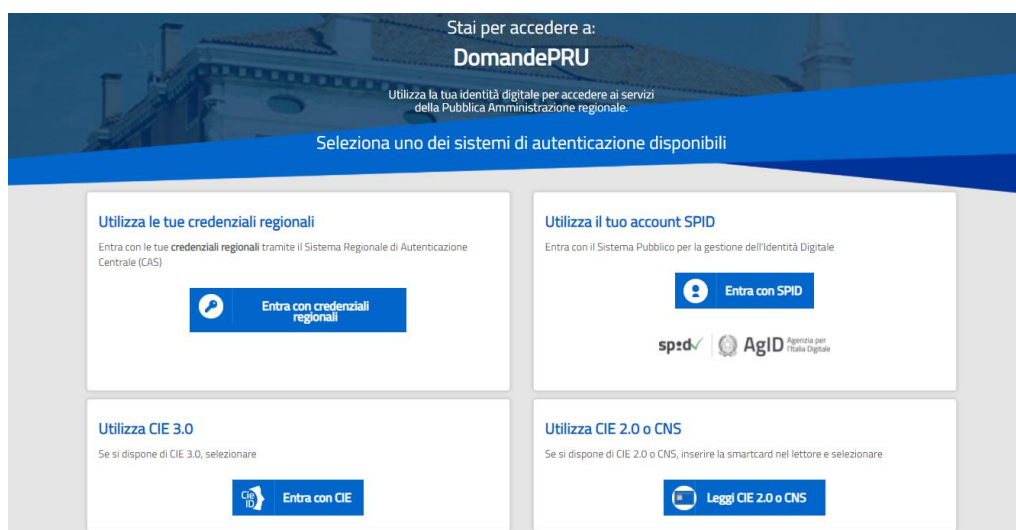 Stai per accedere a:
DomandePRU
Utilizza la tua identità digitale per accedere ai servizi
della Pubblica Amministrazione regionale.
Seleziona uno dei sistemi di autenticazione disponibili
Utilizza le tue credenziali regionali
Entra con le tue credenziali regionali tramite il Sistema Regionale di Autenticazione
Centrale (CAS)
Entra con credenziali
regionali
Utilizza il tuo account SPID
Entra con il Sistema Pubblico per la gestione dell'Identità Digitale
Entra con SPID
sp:d AgID Agenzia per
l'Italia Digitale
Utilizza CIE 3.0
Se si dispone di CIE 3.0, selezionare
Cie
ID
Entra con CIE
Utilizza CIE 2.0 o CNS
Se si dispone di CIE 2.0 o CNS, inserire la smartcard nel lettore e selezionare
Leggi CIE 2.0 o CNS